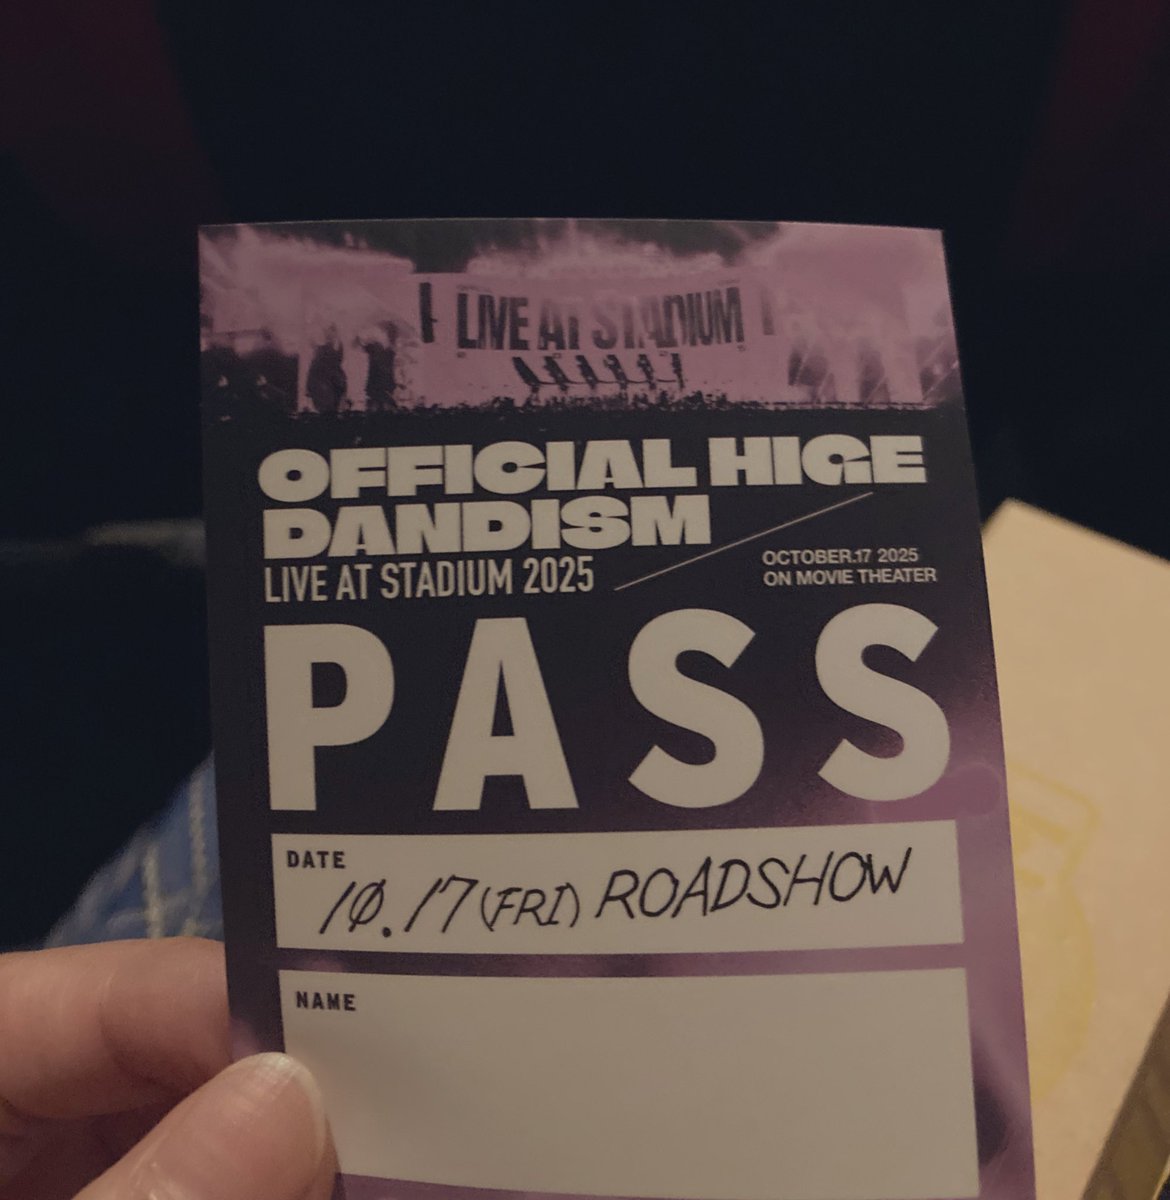 LIVE AT STADIUM
OFFICIAL HIGE
DANDISM
LIVE AT STADIUM 2025
OCTOBER.17 2025
ON MOVIE THEATER
PASS
DATE
10.17(FRI) ROADSHOW
NAME